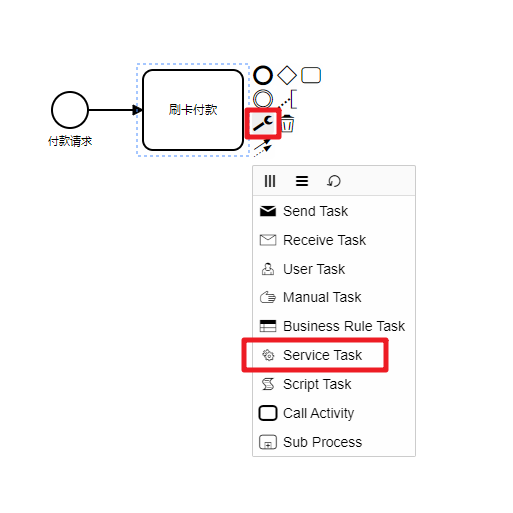 刷卡付款
付款请求
Send Task
Receive Task
User Task
Manual Task
Business Rule Task
Service Task
Script Task
Call Activity
Sub Process